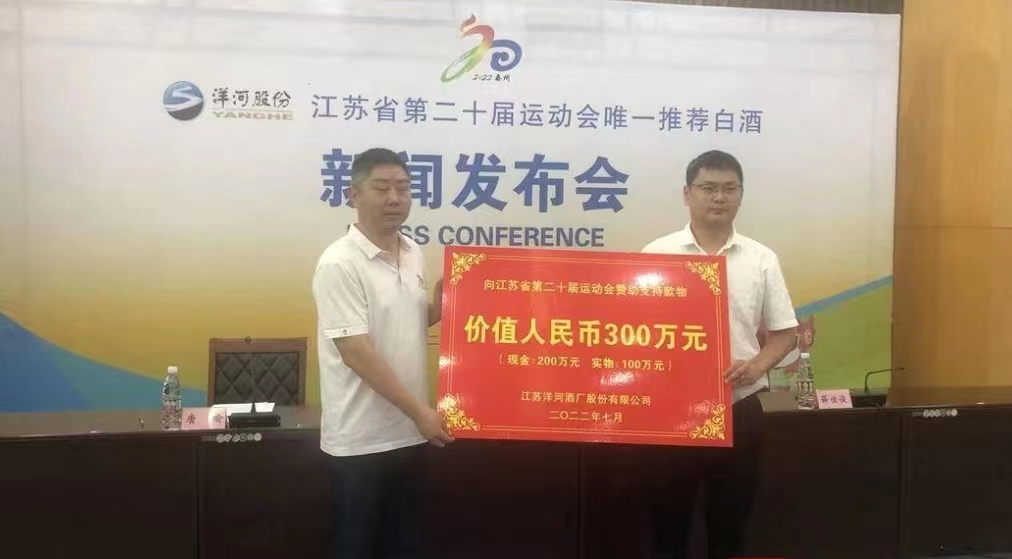 2022·泰州
洋河股份
YANGHE
江苏省第二十届运动会唯一推荐白酒
新闻发布会
SS CONFERENCE
向江苏省第二十届运动会赞助支持款物
价值人民币300万元
(现金:200万元 实物:100万元)
江苏洋河酒厂股份有限公司
二〇二二年七月
唐